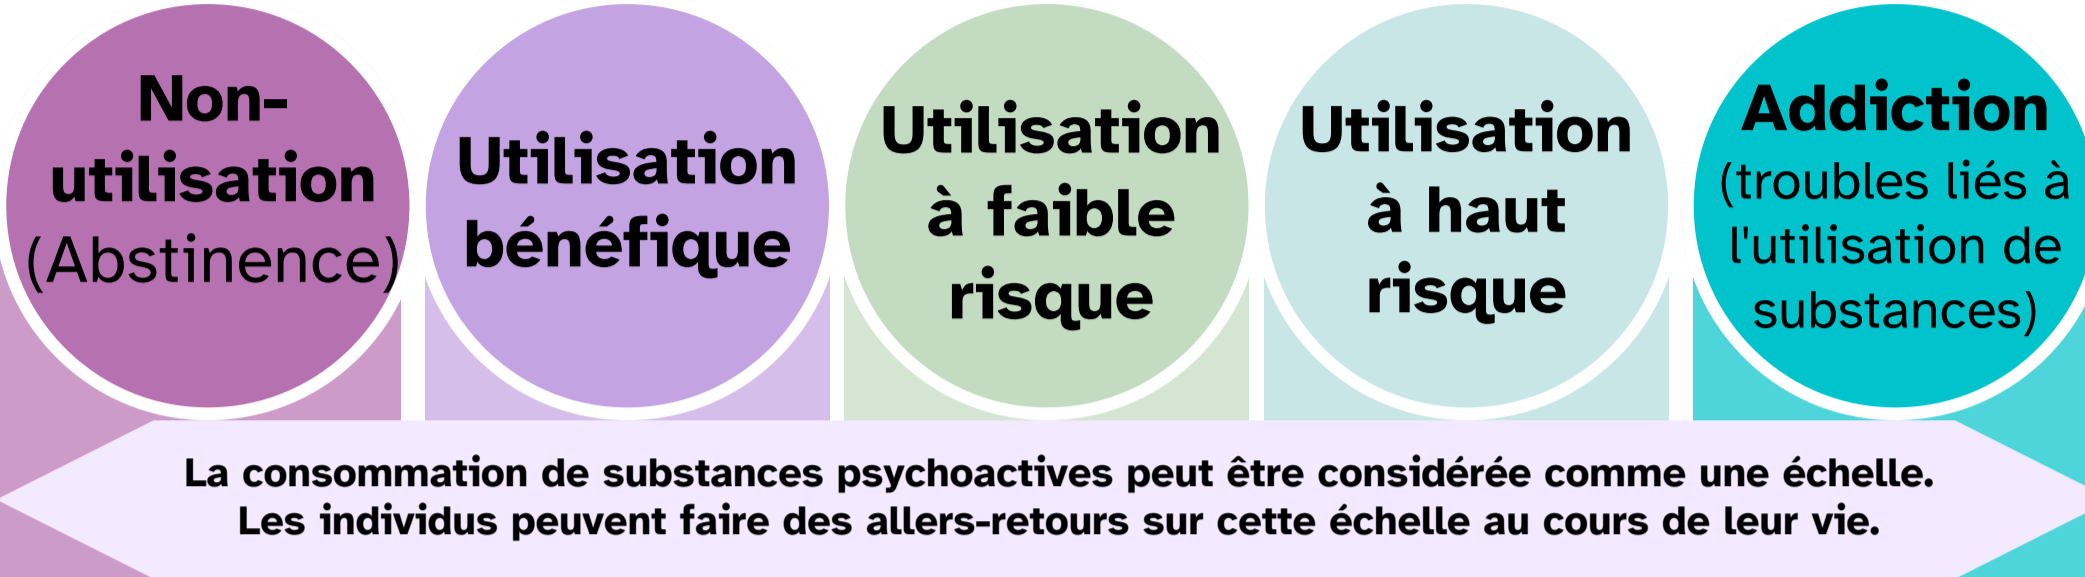 Non-
utilisation
(Abstinence)
Utilisation
bénéfique
Utilisation
à faible
risque
Utilisation
à haut
risque
Addiction
(troubles liés à
l'utilisation de
substances)
La consommation de substances psychoactives peut être considérée comme une échelle.
Les individus peuvent faire des allers-retours sur cette échelle au cours de leur vie.